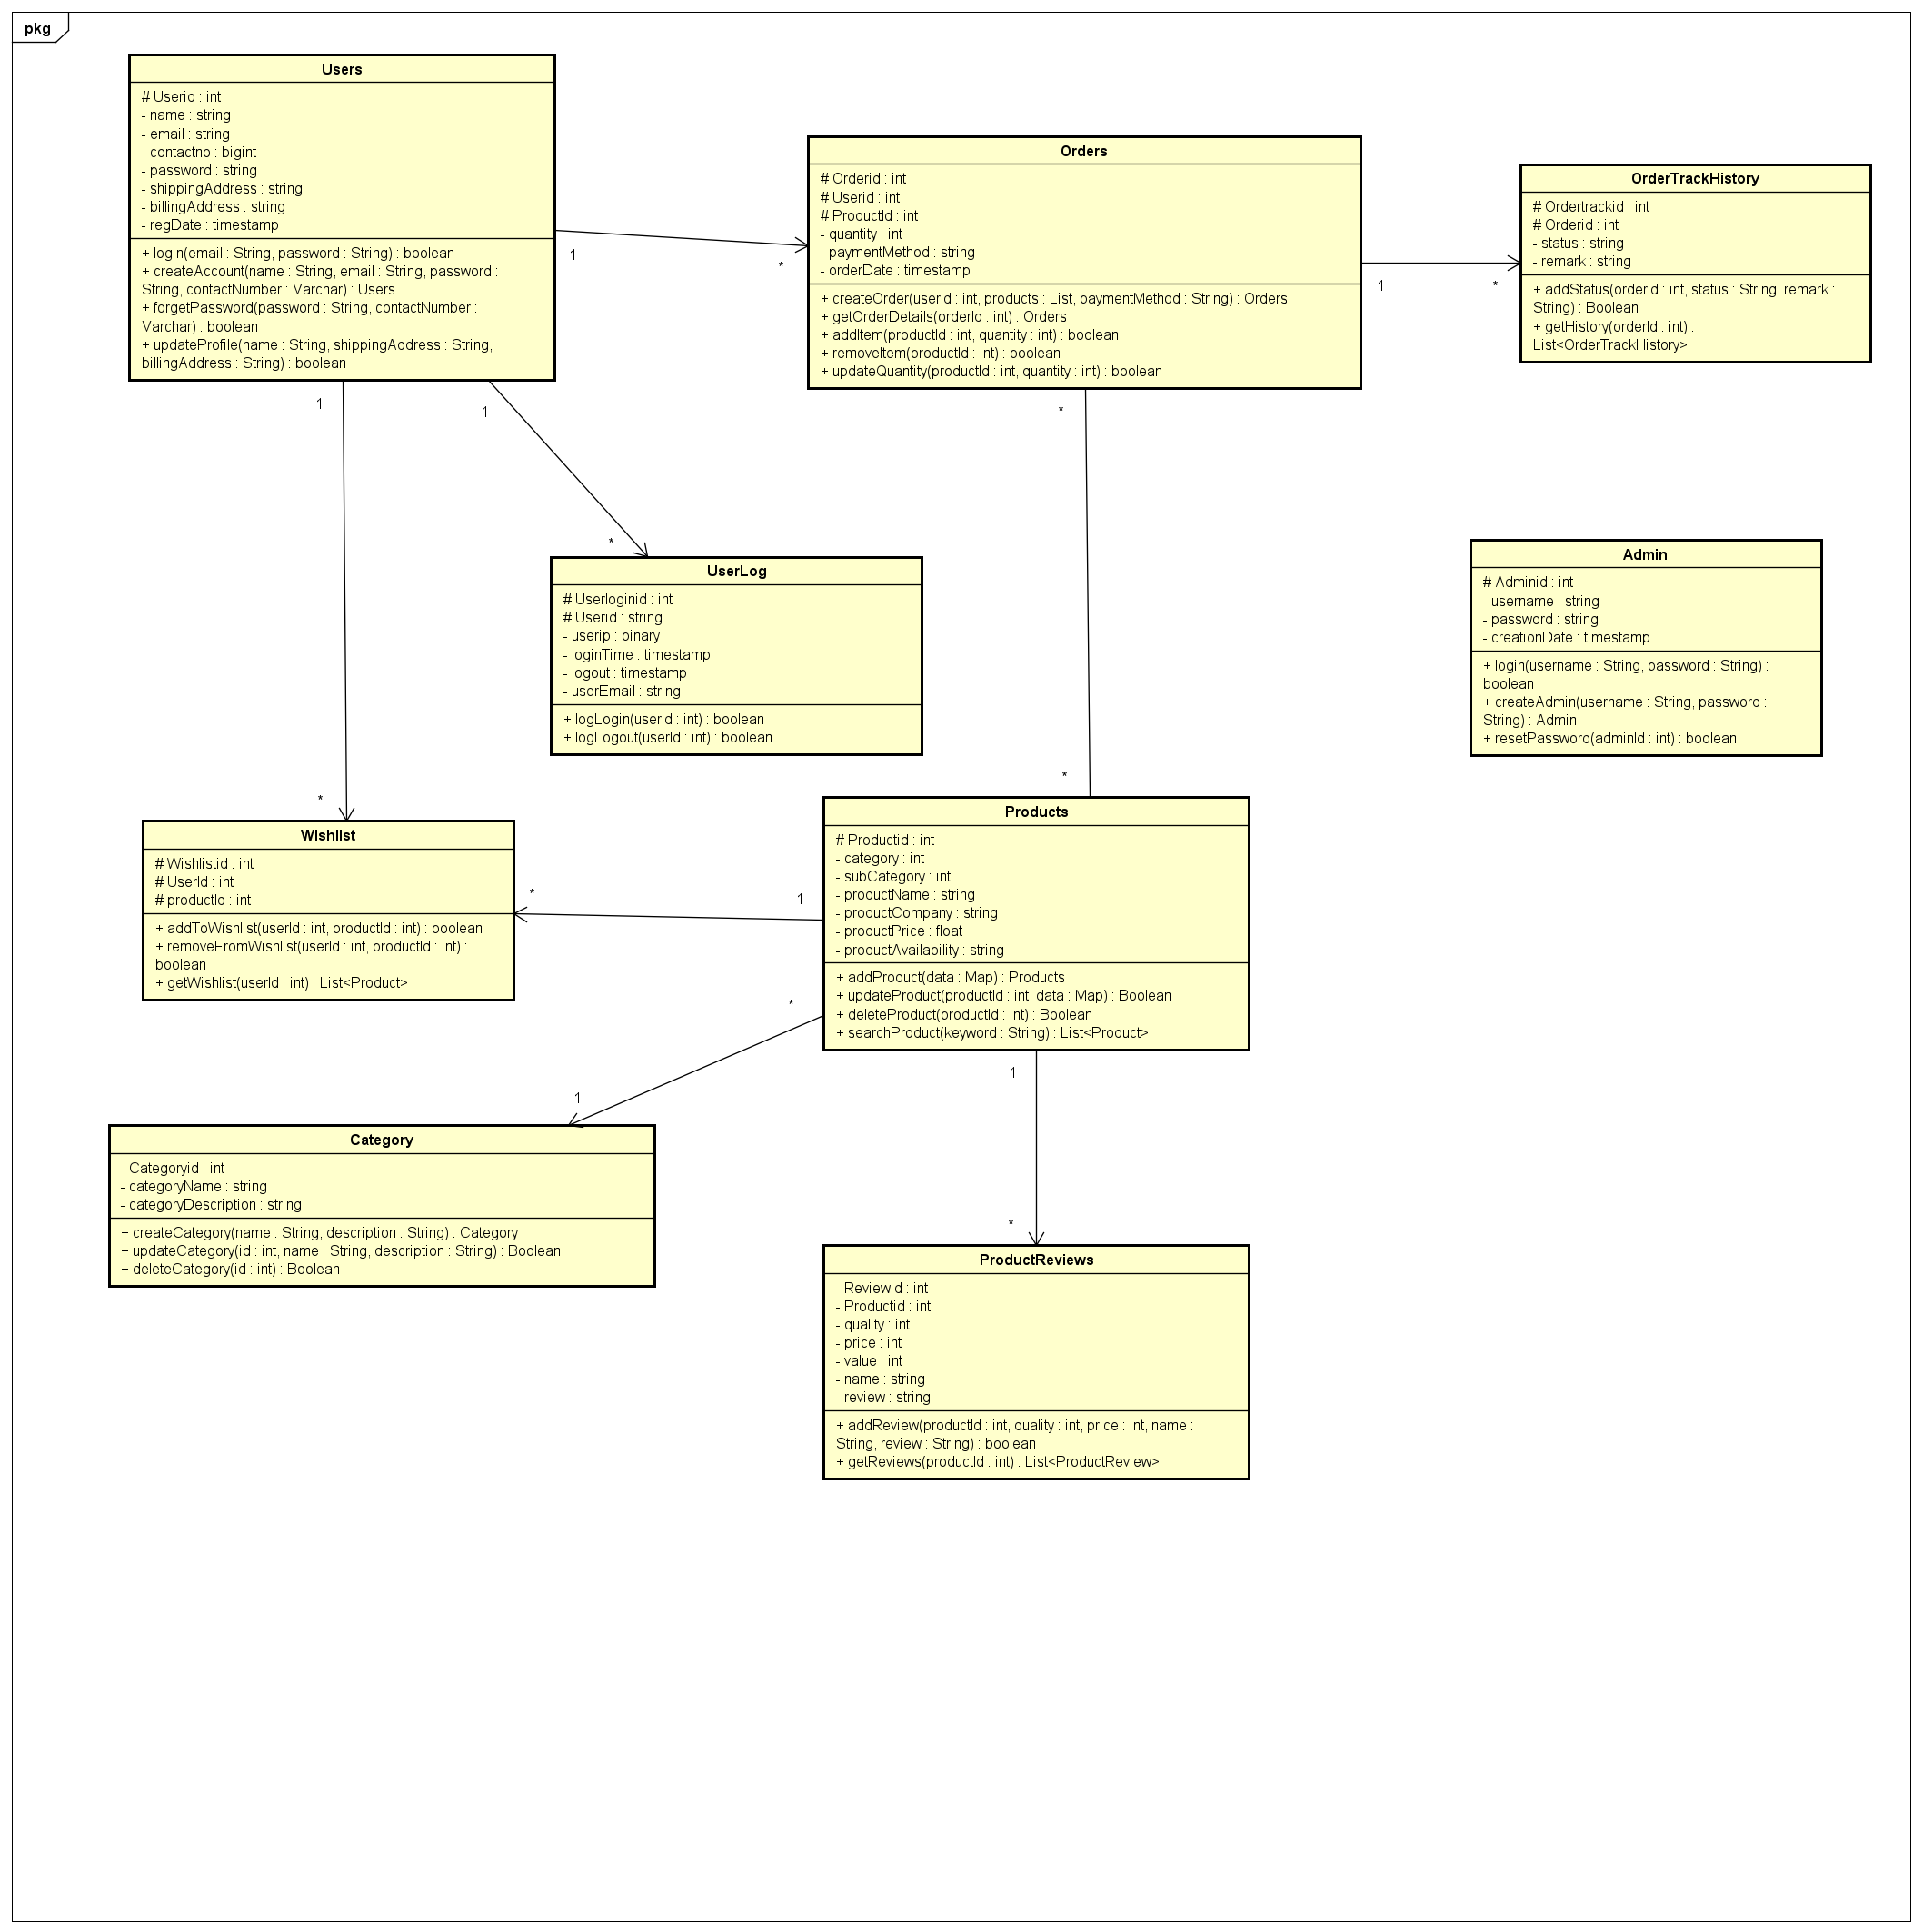 pkg
Users
# Userid : int
- name : string
- email : string
- contactno : bigint
- password : string
- shippingAddress : string
- billingAddress : string
- regDate : timestamp
+ login(email : String, password : String) : boolean
+ createAccount(name : String, email : String, password :
String, contactNumber : Varchar) : Users
+ forgetPassword(password : String, contactNumber :
Varchar) : boolean
+ updateProfile(name : String, shippingAddress : String,
billingAddress : String) : boolean
1
*
Orders
# Orderid : int
# Userid : int
# ProductId : int
- quantity : int
- paymentMethod : string
- orderDate : timestamp
+ createOrder(userId : int, products : List, paymentMethod : String) : Orders
+ getOrderDetails(orderId : int) : Orders
+ addItem(productId : int, quantity : int) : boolean
+ removeItem(productId : int) : boolean
+ updateQuantity(productId : int, quantity : int) : boolean
1
*
OrderTrackHistory
# Ordertrackid : int
# Orderid : int
- status : string
- remark : string
+ addStatus(orderId : int, status : String, remark :
String) : Boolean
+ getHistory(orderId : int) :
List<OrderTrackHistory>
1
1
*
*
UserLog
# Userloginid : int
# Userid : string
- userip : binary
- loginTime : timestamp
- logout : timestamp
- userEmail : string
+ logLogin(userId : int) : boolean
+ logLogout(userId : int) : boolean
Admin
# Adminid : int
- username : string
- password : string
- creationDate : timestamp
+ login(username : String, password : String) :
boolean
+ createAdmin(username : String, password :
String) : Admin
+ resetPassword(adminId : int) : boolean
*
*
Wishlist
# Wishlistid : int
# UserId : int
# productId : int
+ addToWishlist(userId : int, productId : int) : boolean
+ removeFromWishlist(userId : int, productId : int) :
boolean
+ getWishlist(userId : int) : List<Product>
*
1
Products
# Productid : int
- category : int
- subCategory : int
- productName : string
- productCompany : string
- productPrice : float
- productAvailability : string
+ addProduct(data : Map) : Products
+ updateProduct(productId : int, data : Map) : Boolean
+ deleteProduct(productId : int) : Boolean
+ searchProduct(keyword : String) : List<Product>
*
1
1
*
Category
- Categoryid : int
- categoryName : string
- categoryDescription : string
+ createCategory(name : String, description : String) : Category
+ updateCategory(id : int, name : String, description : String) : Boolean
+ deleteCategory(id : int) : Boolean
ProductReviews
- Reviewid : int
- Productid : int
- quality : int
- price : int
- value : int
- name : string
- review : string
+ addReview(productId : int, quality : int, price : int, name :
String, review : String) : boolean
+ getReviews(productId : int) : List<ProductReview>